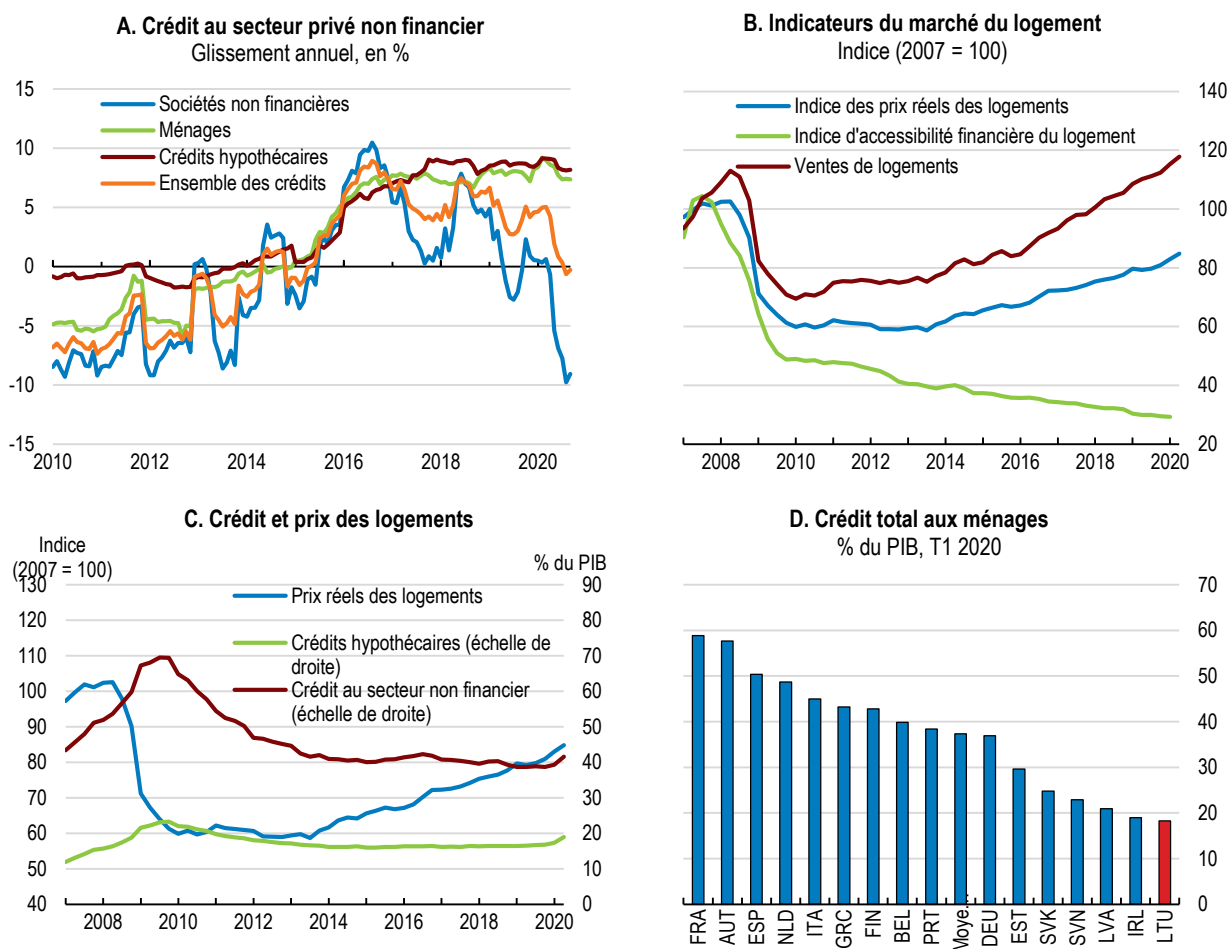 A. Crédit au secteur privé non financier
Glissement annuel, en %
15
10
5
0
-5
-10
-15
Sociétés non financières
Ménages
Crédits hypothécaires
Ensemble des crédits
2010
2012
2014
2016
2018
2020
B. Indicateurs du marché du logement
Indice (2007 = 100)
140
120
100
80
60
40
20
Indice des prix réels des logements
Indice d'accessibilité financière du logement
Ventes de logements
2008
2010
2012
2014
2016
2018
2020
C. Crédit et prix des logements
Indice
(2007 = 100)
% du PIB
130
120
110
100
90
80
70
60
50
40
90
80
70
60
50
40
30
20
10
0
Prix réels des logements
Crédits hypothécaires (échelle de
droite)
Crédit au secteur non financier
(échelle de droite)
2008
2010
2012
2014
2016
2018
2020
D. Crédit total aux ménages
% du PIB, T1 2020
70
60
50
40
30
20
10
0
FRA
AUT
ESP
NLD
ITA
GRC
FIN
BEL
PRT
Moye...
DEU
EST
SVK
SVN
LVA
IRL
LTU